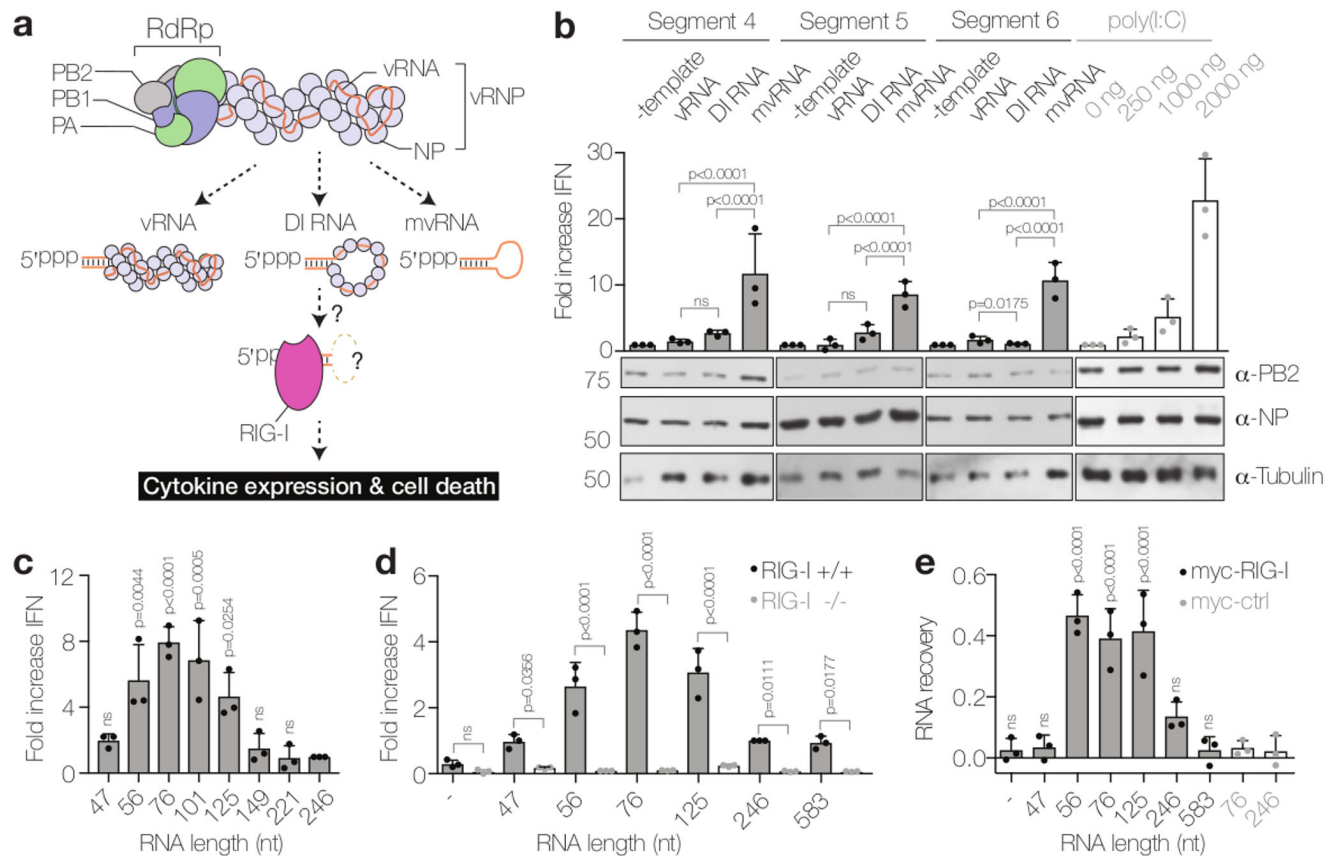 a
RdRp
PB2
PB1
PA
vRNA
vRNP
NP
vRNA
DI RNA
mvRNA
5'ppp
5'ppp
5'ppp
?
5'pp
?
RIG-I
Cytokine expression & cell death
b
Segment 4
Segment 5
Segment 6
poly(I:C)
-template
vRNA
DI RNA
mvRNA
-template
vRNA
DI RNA
mvRNA
-template
vRNA
DI RNA
mvRNA
0 ng
250 ng
1000 ng
2000 ng
Fold increase IFN
30
20
10
0
p<0.0001
p<0.0001
ns
p<0.0001
p<0.0001
ns
p<0.0001
p<0.0001
p=0.0175
75
α-PB2
50
α-NP
50
α-Tubulin
c
Fold increase IFN
12
8
4
0
ns
p=0.0044
p<0.0001
p=0.0005
p=0.0254
ns
ns
47
56
76
101
125
149
221
246
RNA length (nt)
d
Fold increase IFN
6
4
2
0
ns
p=0.0356
p<0.0001
p<0.0001
p<0.0001
p=0.0111
p=0.0177
RIG-I +/+
RIG-I -/-
-
47
56
76
125
246
583
RNA length (nt)
e
RNA recovery
0.6
0.4
0.2
0.0
ns
ns
p<0.0001
p<0.0001
p<0.0001
ns
ns
myc-RIG-I
myc-ctrl
-
47
56
76
125
246
583
76
246
RNA length (nt)